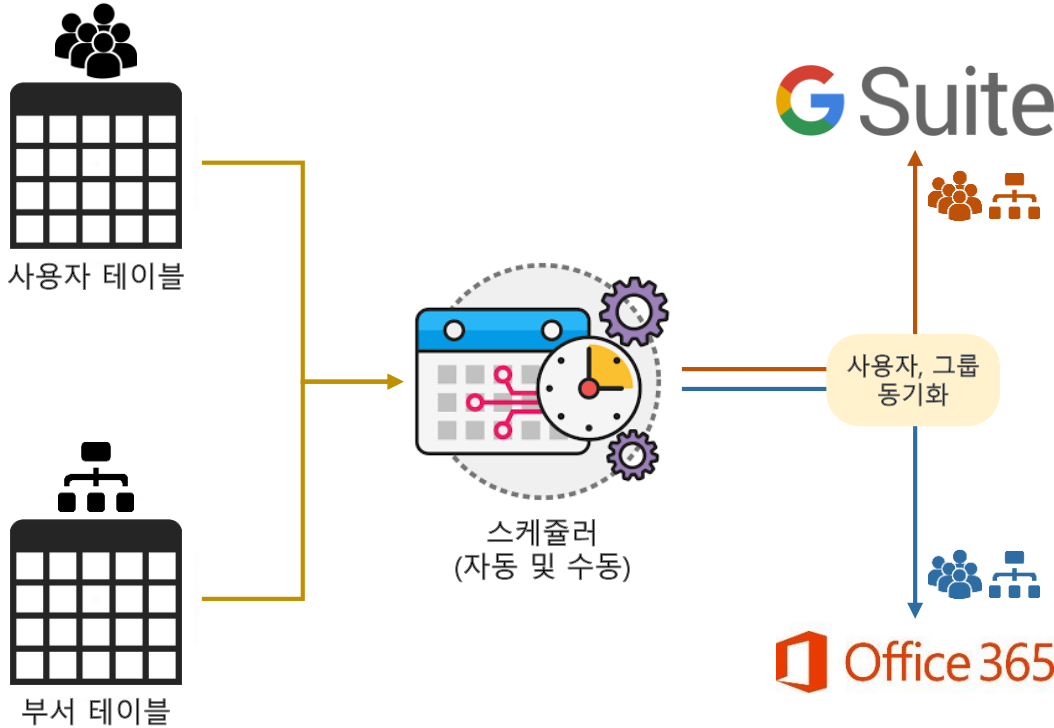 사용자 테이블
부서 테이블
스케쥴러
(자동 및 수동)
사용자, 그룹
동기화
G Suite
Office 365